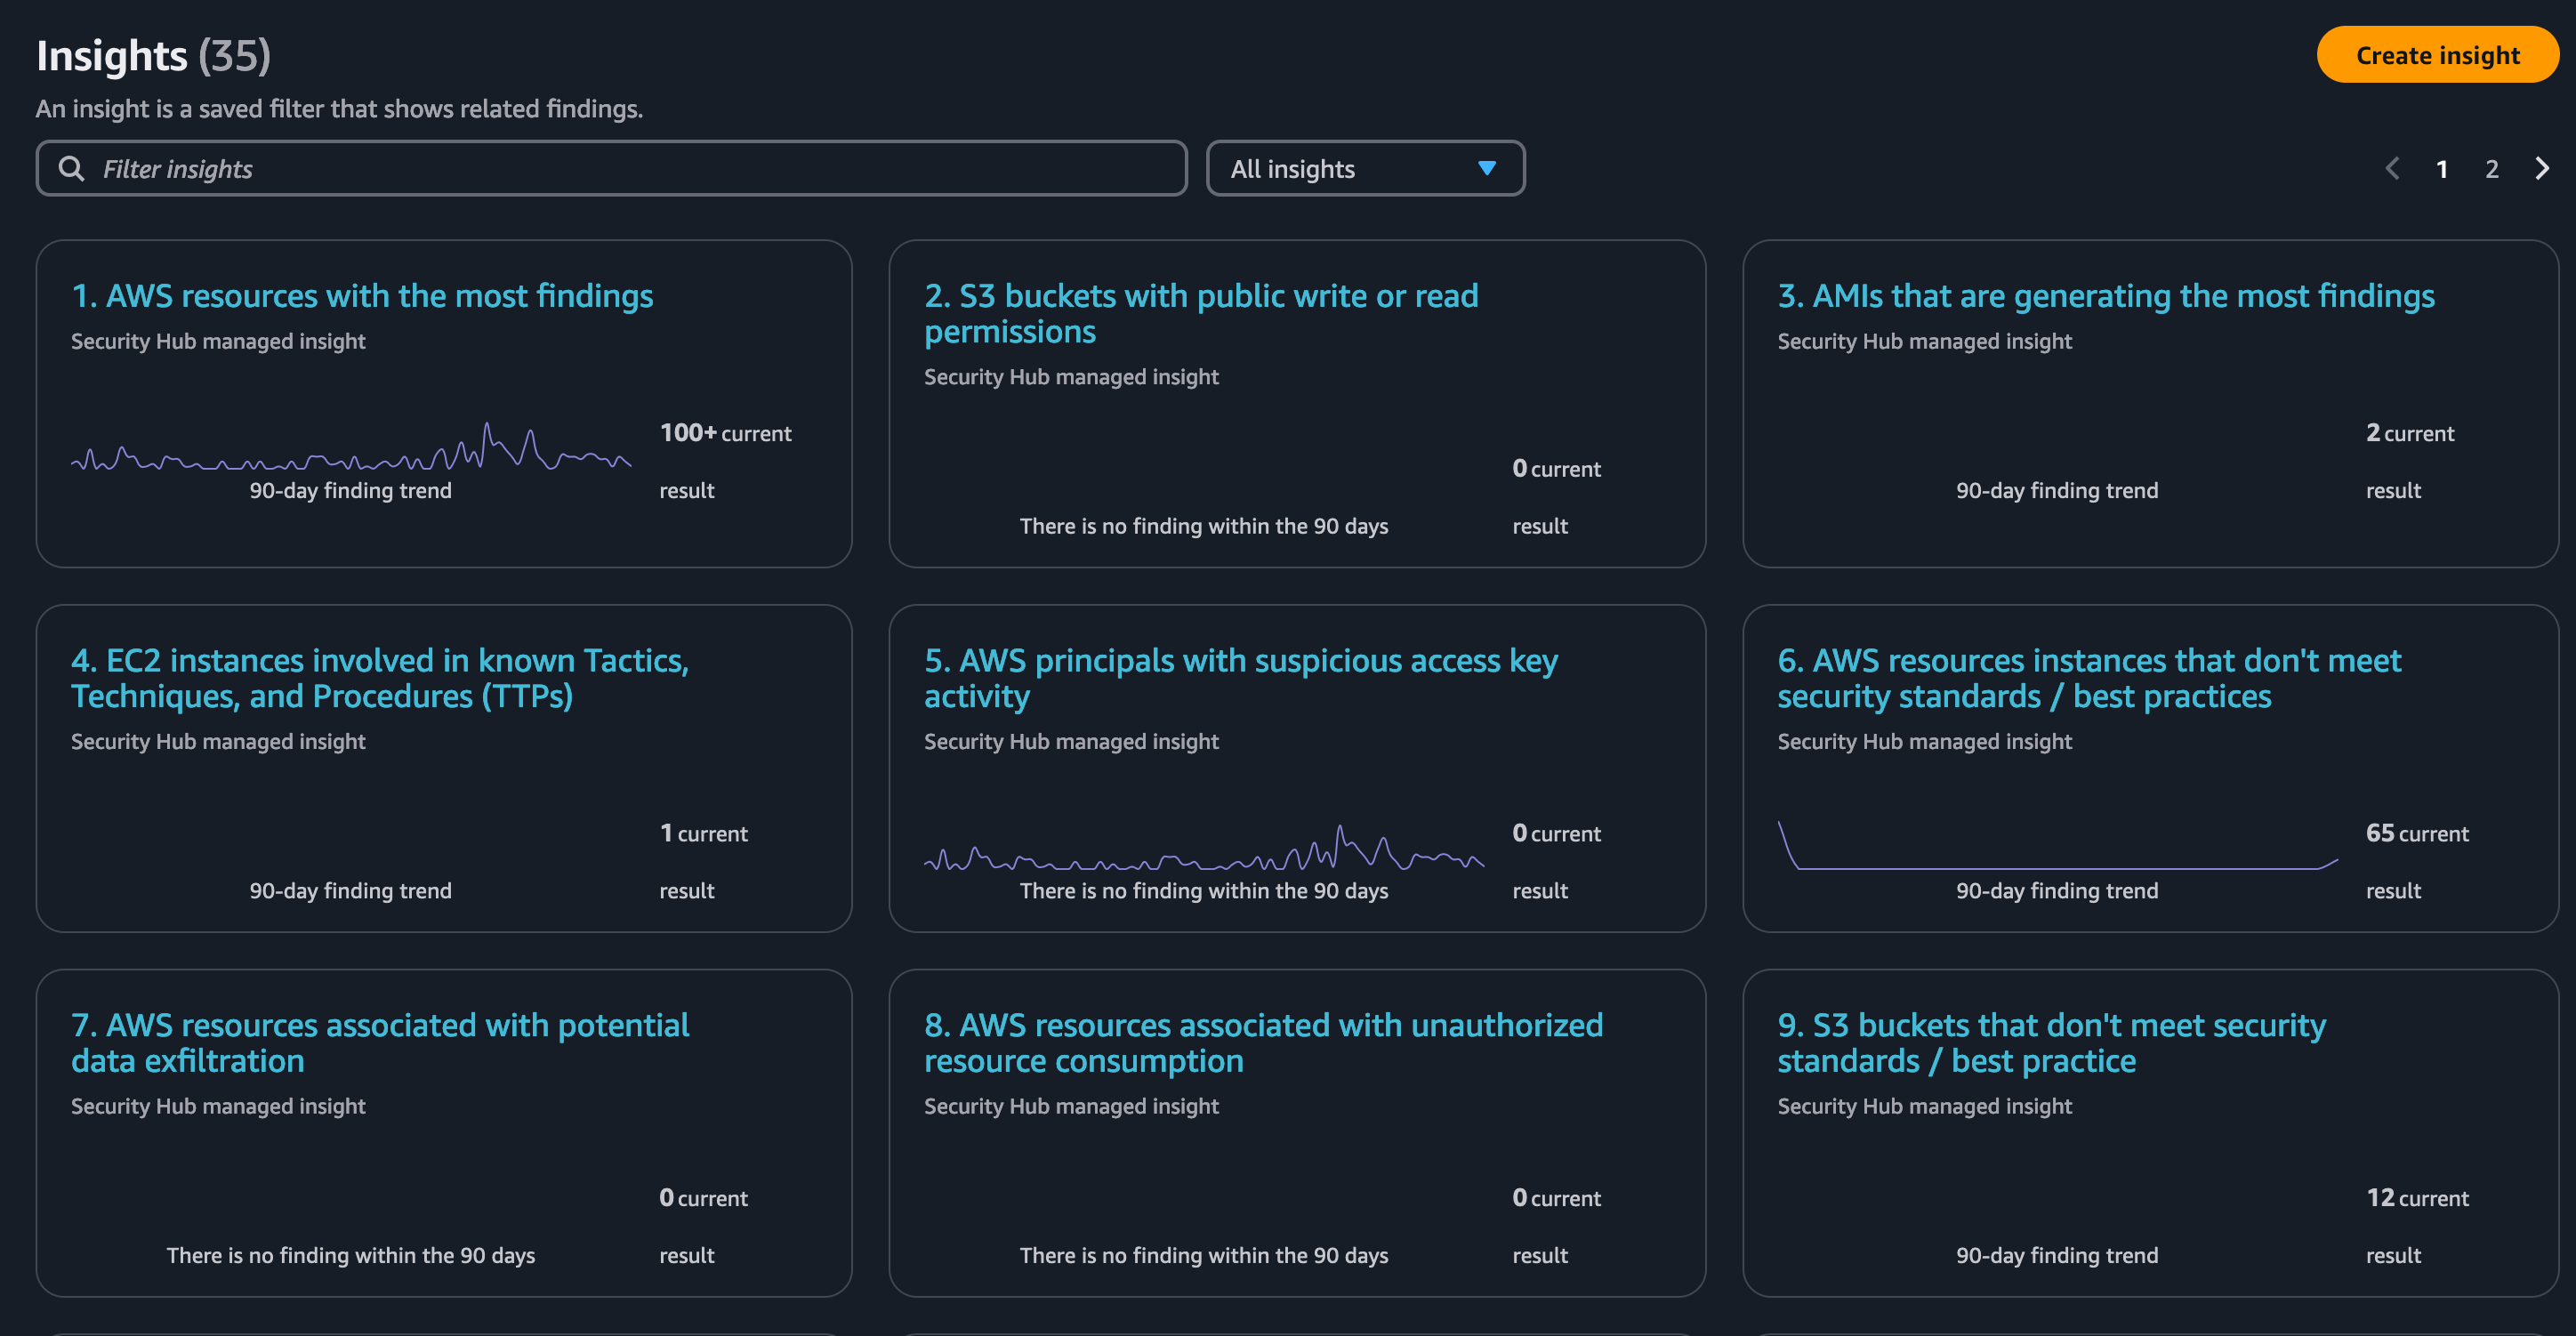 Insights (35)
Create insight
An insight is a saved filter that shows related findings.
Filter insights
All insights
1
2
1. AWS resources with the most findings
Security Hub managed insight
100+ current
90-day finding trend
result
2. S3 buckets with public write or read
permissions
Security Hub managed insight
0 current
There is no finding within the 90 days
result
3. AMIs that are generating the most findings
Security Hub managed insight
2 current
90-day finding trend
result
4. EC2 instances involved in known Tactics,
Techniques, and Procedures (TTPs)
Security Hub managed insight
1 current
90-day finding trend
result
5. AWS principals with suspicious access key
activity
Security Hub managed insight
0 current
There is no finding within the 90 days
result
6. AWS resources instances that don't meet
security standards / best practices
Security Hub managed insight
65 current
90-day finding trend
result
7. AWS resources associated with potential
data exfiltration
Security Hub managed insight
0 current
There is no finding within the 90 days
result
8. AWS resources associated with unauthorized
resource consumption
Security Hub managed insight
0 current
There is no finding within the 90 days
result
9. S3 buckets that don't meet security
standards / best practice
Security Hub managed insight
12 current
90-day finding trend
result